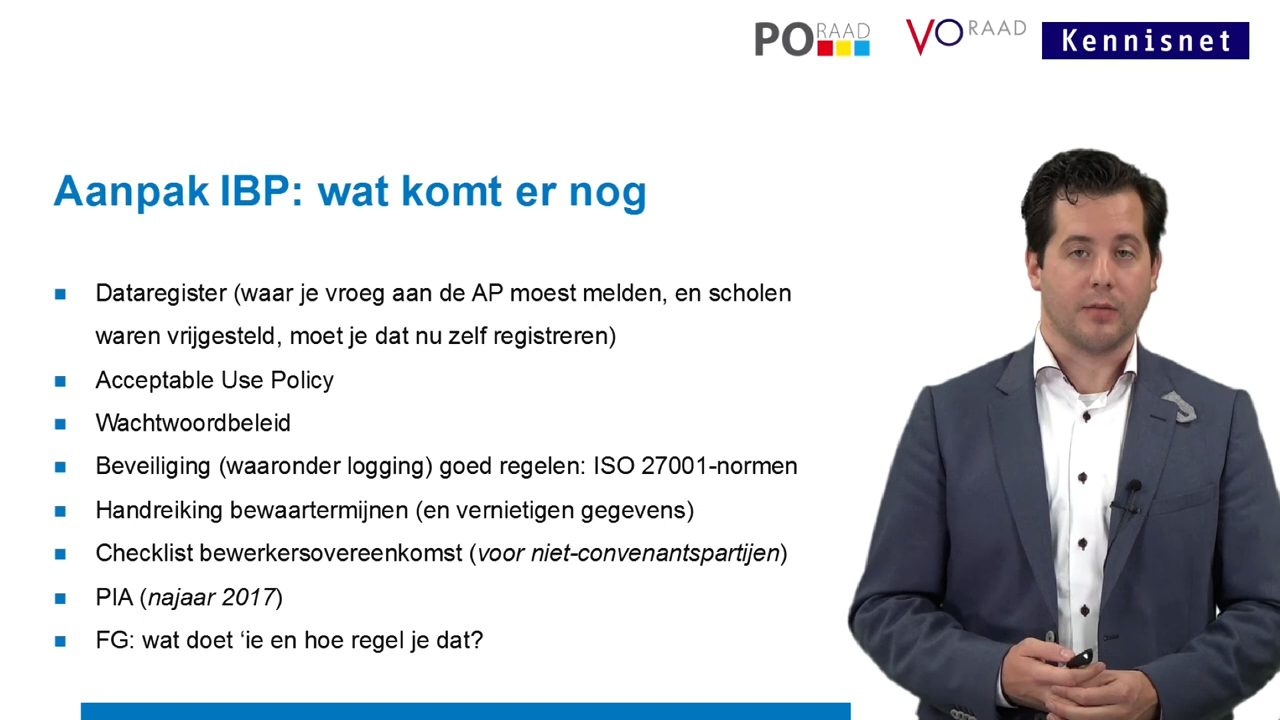 PO RAAD
VO RAAD
Kennisnet
Aanpak IBP: wat komt er nog
Dataregister (waar je vroeg aan de AP moest melden, en scholen
waren vrijgesteld, moet je dat nu zelf registreren)
Acceptable Use Policy
Wachtwoordbeleid
Beveiliging (waaronder logging) goed regelen: ISO 27001-normen
Handreiking bewaartermijnen (en vernietigen gegevens)
Checklist bewerkersovereenkomst (voor niet-convenantspartijen)
PIA (najaar 2017)
FG: wat doet ‘ie en hoe regel je dat?